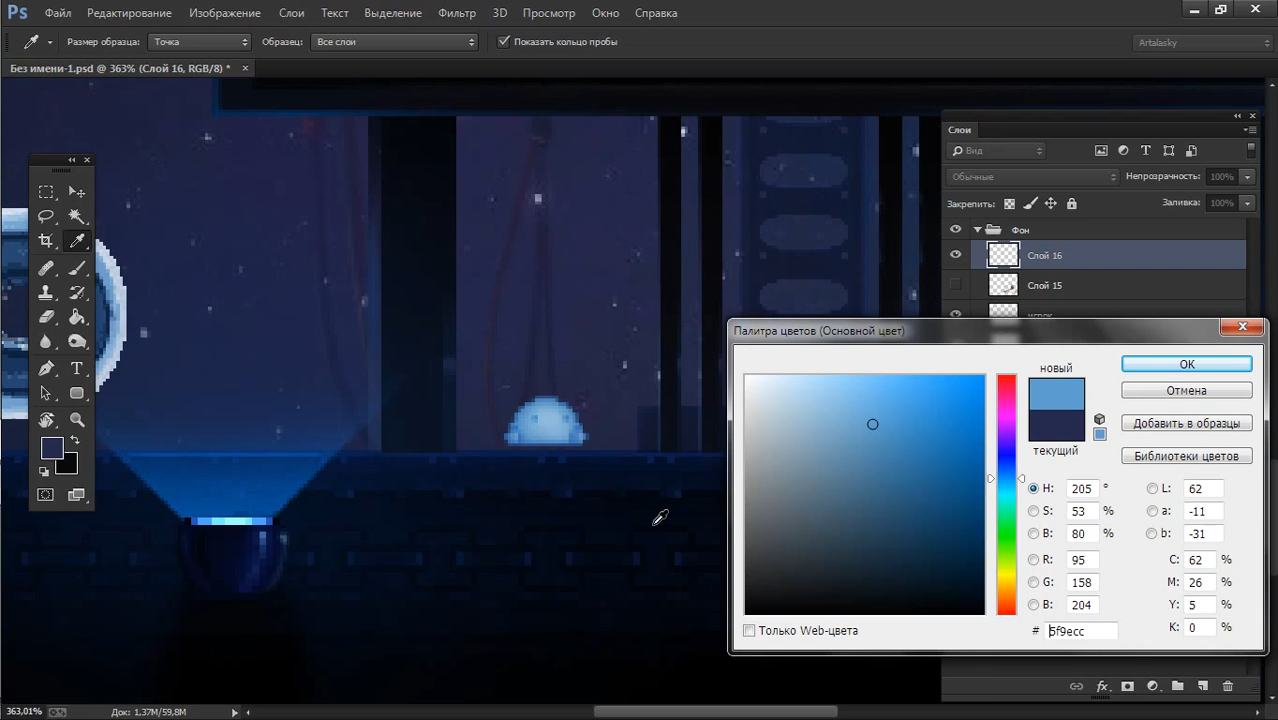 Ps Файл Редактирование Изображение Слои Текст Выделение Фильтр 3D Просмотр Окно Справка
Размер образца: Точка Образец: Все слои Показать кольцо пробы Artalasky
Без имени-1.psd @ 363% (Слой 16, RGB/8) *
Слои
Вид
Обычные Непрозрачность: 100%
Закрепить: Заливка: 100%
Фон
Слой 16
Слой 15
игрок
Палитра цветов (Основной цвет)
новый
текущий
ОК
Отмена
Добавить в образцы
Библиотеки цветов
H: 205 ° L: 62
S: 53 % a: -11
B: 80 % b: -31
R: 95 C: 62 %
G: 158 M: 26 %
B: 204 Y: 5 %
# 5f9ecc K: 0 %
Только Web-цвета
363,01% Док: 1,37M/59,8M